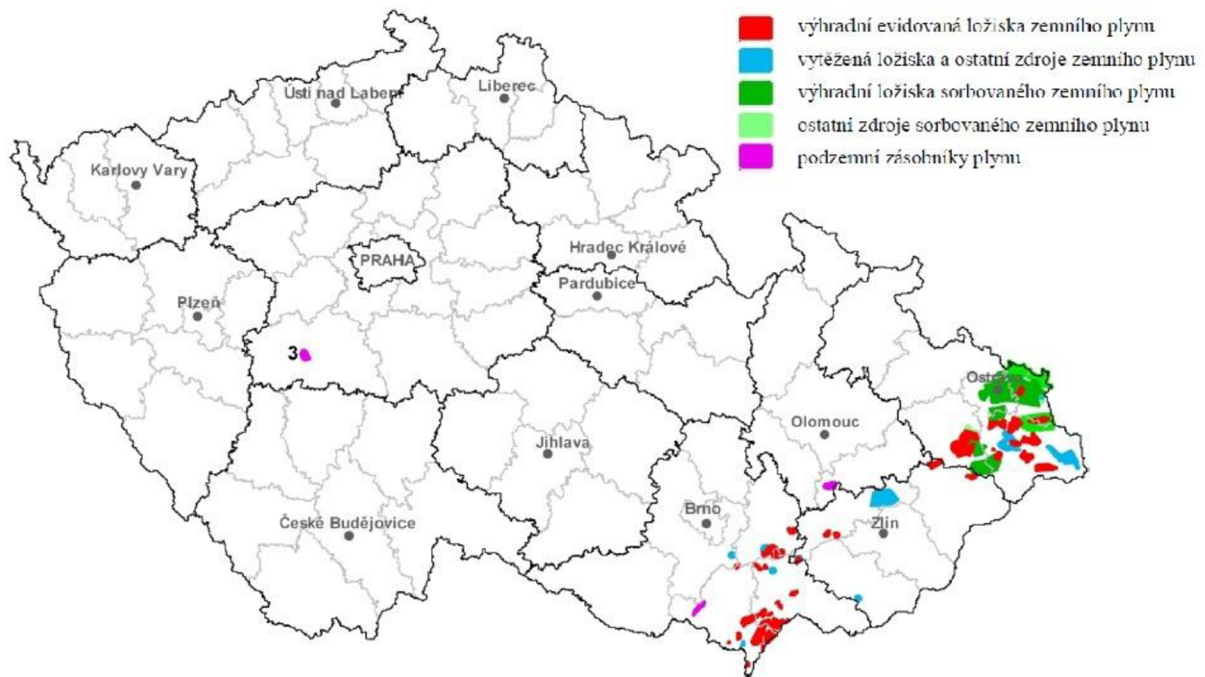 výhradní evidovaná ložiska zemního plynu
vytěžená ložiska a ostatní zdroje zemního plynu
výhradní ložiska sorbovaného zemního plynu
ostatní zdroje sorbovaného zemního plynu
podzemní zásobníky plynu
Ústí nad Labem
Liberec
Karlovy Vary
Hradec Králové
PRAHA
Pardubice
Plzeň
3
Ostrava
Olomouc
Jihlava
Brno
Zlín
České Budějovice